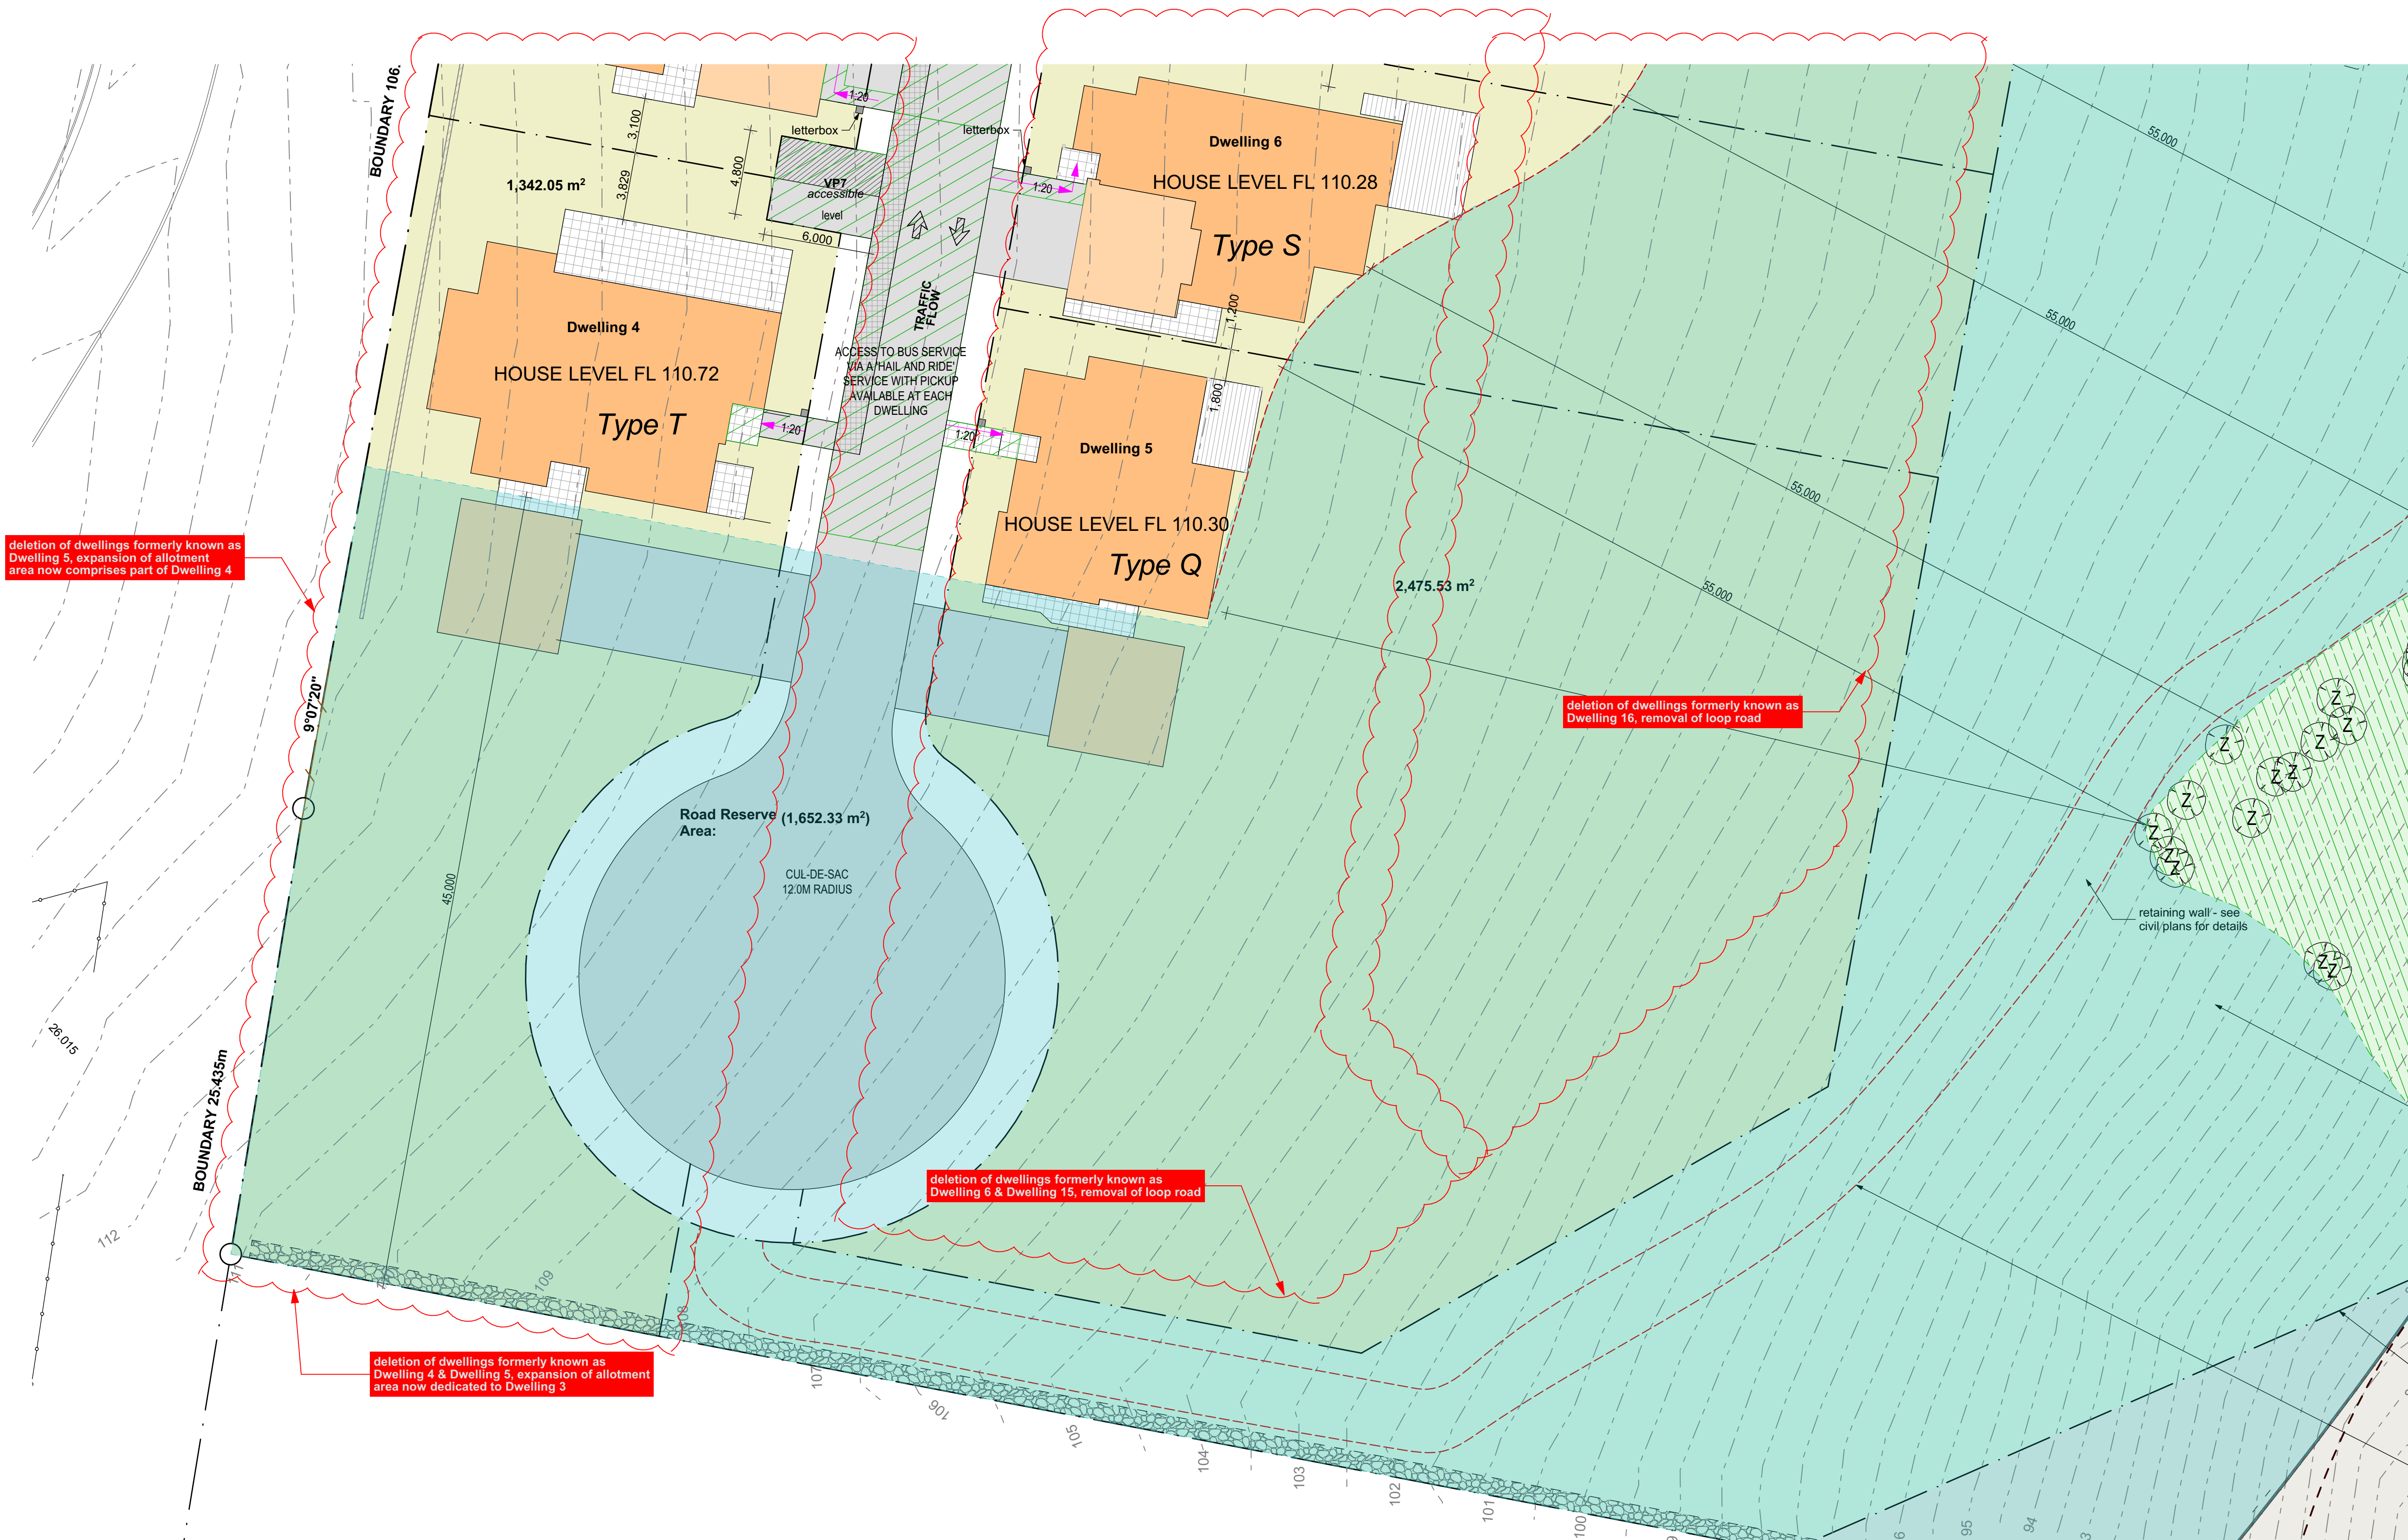 BOUNDARY 106.
1:20
letterbox
letterbox
3,100
3,829
4,800
1,342.05 m²
VP7
accessible
level
6,000
1:20
Dwelling 6
HOUSE LEVEL FL 110.28
Type S
55,000
55,000
55,000
55,000
TRAFFIC
FLOW
1,200
1,800
Dwelling 4
HOUSE LEVEL FL 110.72
Type T
ACCESS TO BUS SERVICE
VIA A 'HAIL AND RIDE'
SERVICE WITH PICKUP
AVAILABLE AT EACH
DWELLING
1:20
1:20
Dwelling 5
HOUSE LEVEL FL 110.30
Type Q
deletion of dwellings formerly known as
Dwelling 5, expansion of allotment
area now comprises part of Dwelling 4
2,475.53 m²
9°07'20"
deletion of dwellings formerly known as
Dwelling 16, removal of loop road
Z
Z
Z
Z
Z
Z
Z
Z
Z
Z
Z
Z
Z
Road Reserve (1,652.33 m²)
Area:
CUL-DE-SAC
12.0M RADIUS
45,000
retaining wall - see
civil plans for details
26.015
BOUNDARY 25.435m
deletion of dwellings formerly known as
Dwelling 6 & Dwelling 15, removal of loop road
112
111
109
108
deletion of dwellings formerly known as
Dwelling 4 & Dwelling 5, expansion of allotment
area now dedicated to Dwelling 3
107
106
105
104
103
102
101
100
95
94